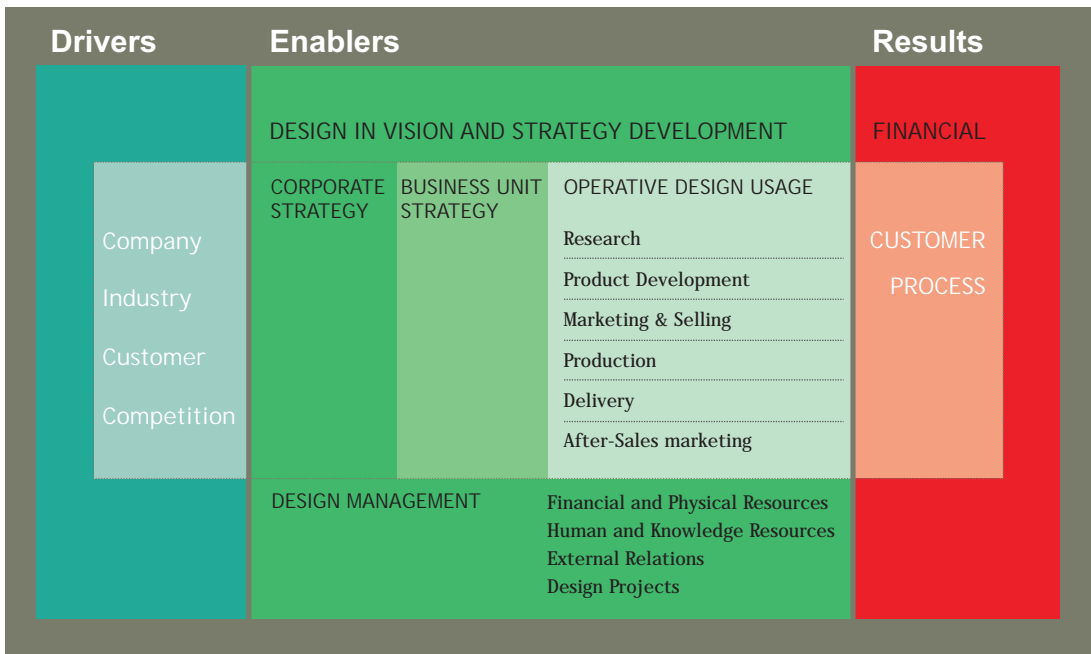 Drivers
Enablers
Results
DESIGN IN VISION AND STRATEGY DEVELOPMENT
FINANCIAL
Company
Industry
Customer
Competition
CORPORATE
STRATEGY
BUSINESS UNIT
STRATEGY
OPERATIVE DESIGN USAGE
Research
Product Development
Marketing & Selling
Production
Delivery
After-Sales marketing
CUSTOMER
PROCESS
DESIGN MANAGEMENT
Financial and Physical Resources
Human and Knowledge Resources
External Relations
Design Projects